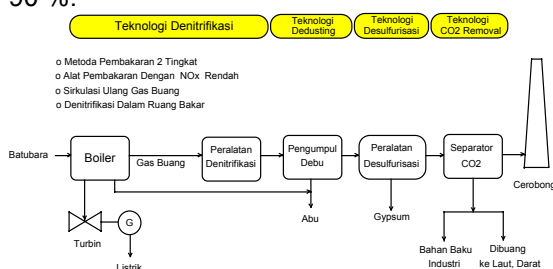 90 %.
Teknologi Denitrifikasi
Teknologi
Dedusting
Teknologi
Desulfurisasi
Teknologi
CO2 Removal
o Metoda Pembakaran 2 Tingkat
o Alat Pembakaran Dengan NOx Rendah
o Sirkulasi Ulang Gas Buang
o Denitrifikasi Dalam Ruang Bakar
Batubara
Boiler
Gas Buang
Peralatan
Denitrifikasi
Pengumpul
Debu
Peralatan
Desulfurisasi
Separator
CO2
Cerobong
G
Turbin
Listrik
Abu
Gypsum
Bahan Baku
Industri
Dibuang
ke Laut, Darat